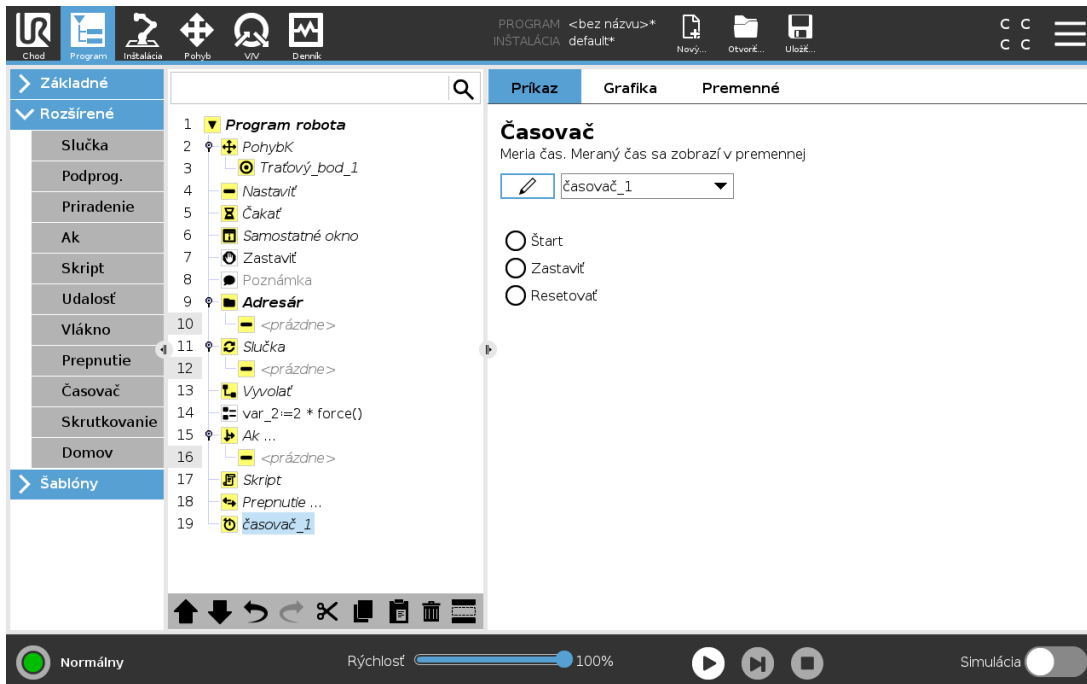 UR
Chod
Program
Inštalácia
Pohyb
V/V
Denník
PROGRAM <bez názvu>*
INŠTALÁCIA default*
Nový...
Otvoriť...
Uložiť...
C C
C C
Základné
Rozšírené
Slučka
Podprog.
Priradenie
Ak
Skript
Udalosť
Vlákno
Prepnutie
Časovač
Skrutkovanie
Domov
Šablóny
1 Program robota
2 PohybK
3 Traťový_bod_1
4 Nastaviť
5 Čakať
6 Samostatné okno
7 Zastaviť
8 Poznámka
9 Adresár
10 <prázdne>
11 Slučka
12 <prázdne>
13 Vyvolať
14 var_2:=2 * force()
15 Ak ...
16 <prázdne>
17 Skript
18 Prepnutie ...
19 časovač_1
Príkaz
Grafika
Premenné
Časovač
Meria čas. Meraný čas sa zobrazí v premennej
časovač_1
Štart
Zastaviť
Resetovať
Normálny
Rýchlosť
100%
Simulácia